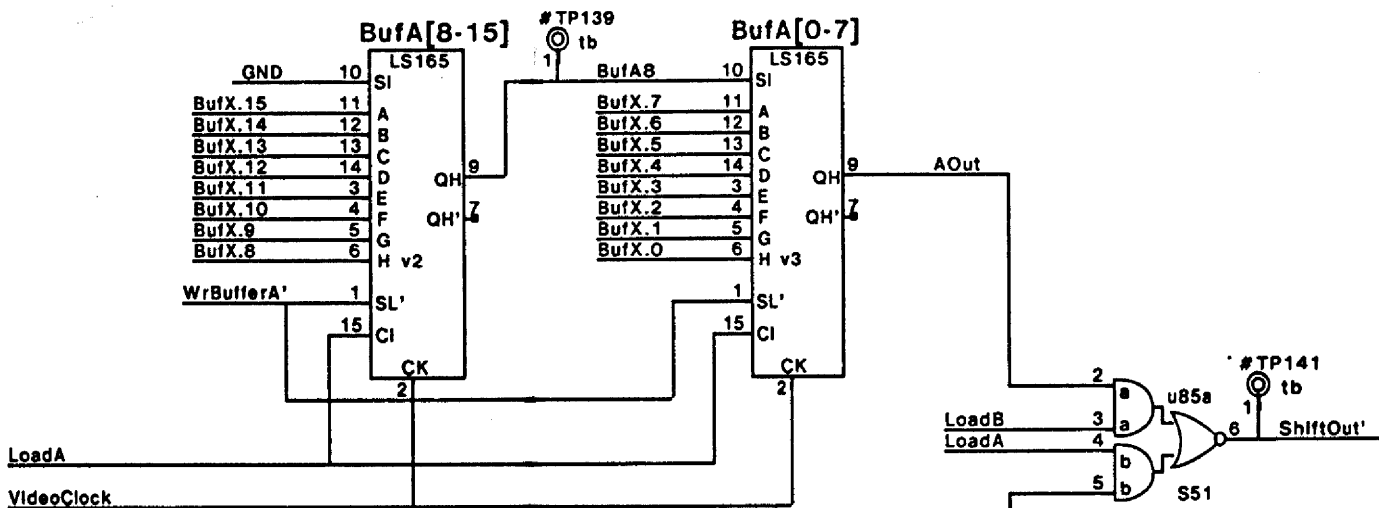 #TP139
BufA[8-15]
tb
BufA[0-7]
LS165
1
LS165
GND 10 SI
BufA8 10 SI
BufX.15 11 A
BufX.7 11 A
BufX.14 12 B
BufX.6 12 B
BufX.13 13 C
BufX.5 13 C
BufX.12 14 D
BufX.4 14 D
QH 9
QH 9 AOut
BufX.11 3 E
BufX.3 3 E
BufX.10 4 F
BufX.2 4 F
QH' 7
QH' 7
BufX.9 5 G
BufX.1 5 G
BufX.8 6 H v2
BufX.0 6 H v3
WrBufferA' 1 SL'
1 SL'
15 CI
15 CI
CK
2
CK
2
#TP141
tb
1
2 a u85a
LoadB 3 a
LoadA 4 b
6 ShiftOut'
5 b
S51
LoadA
VideoClock